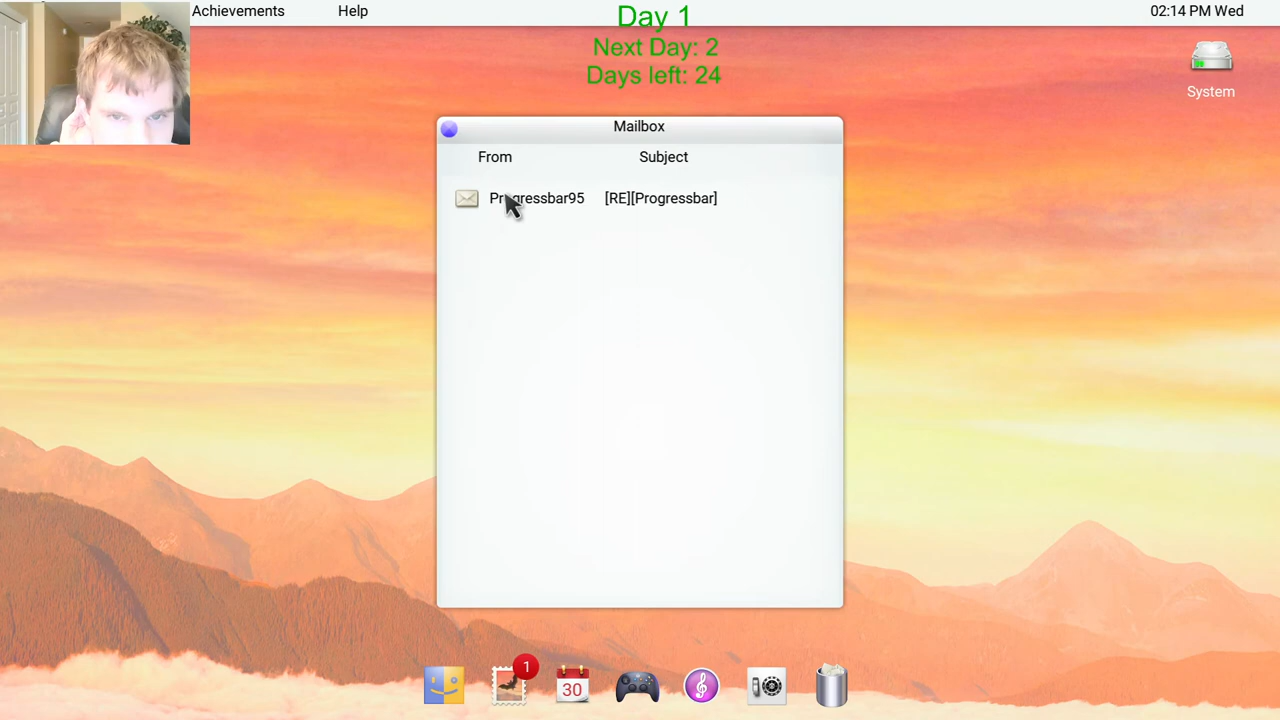 Achievements
Help
02:14 PM Wed
Day 1
Next Day: 2
Days left: 24
System
Mailbox
From
Subject
Progressbar95
[RE][Progressbar]
1
30